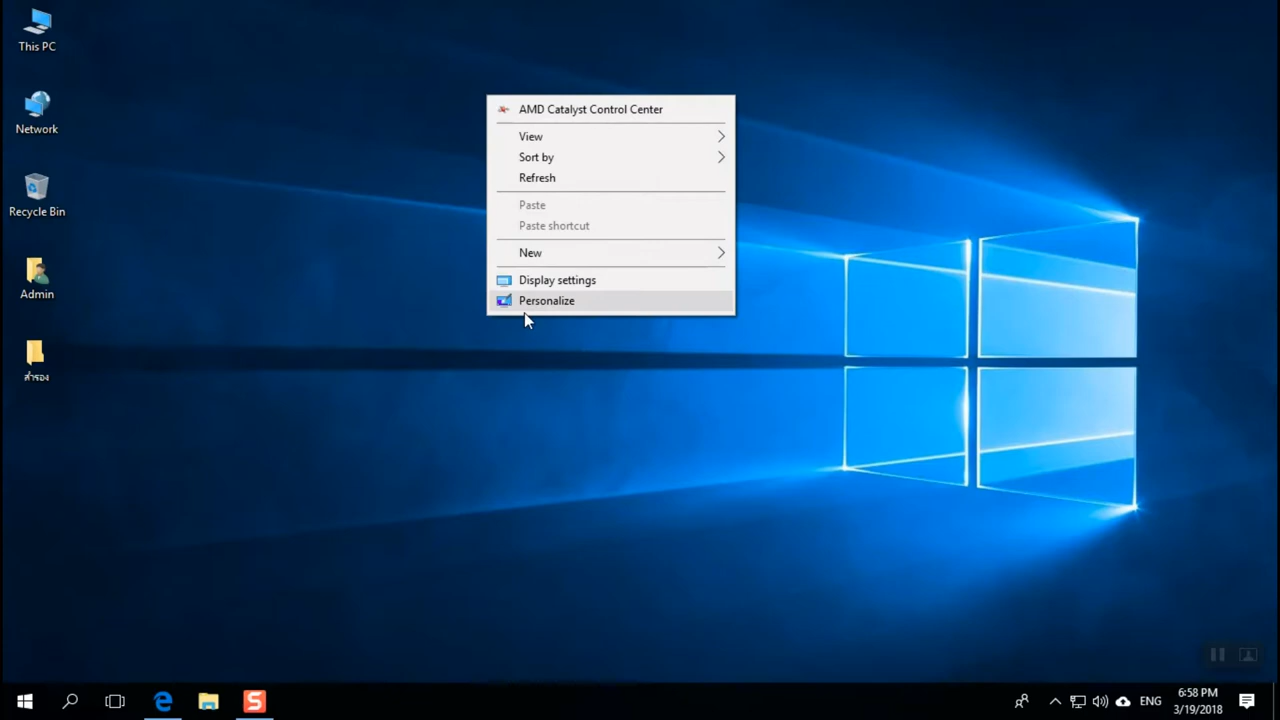 This PC
Network
Recycle Bin
Admin
สำรอง
AMD Catalyst Control Center
View
Sort by
Refresh
Paste
Paste shortcut
New
Display settings
Personalize
ENG
6:58 PM
3/19/2018